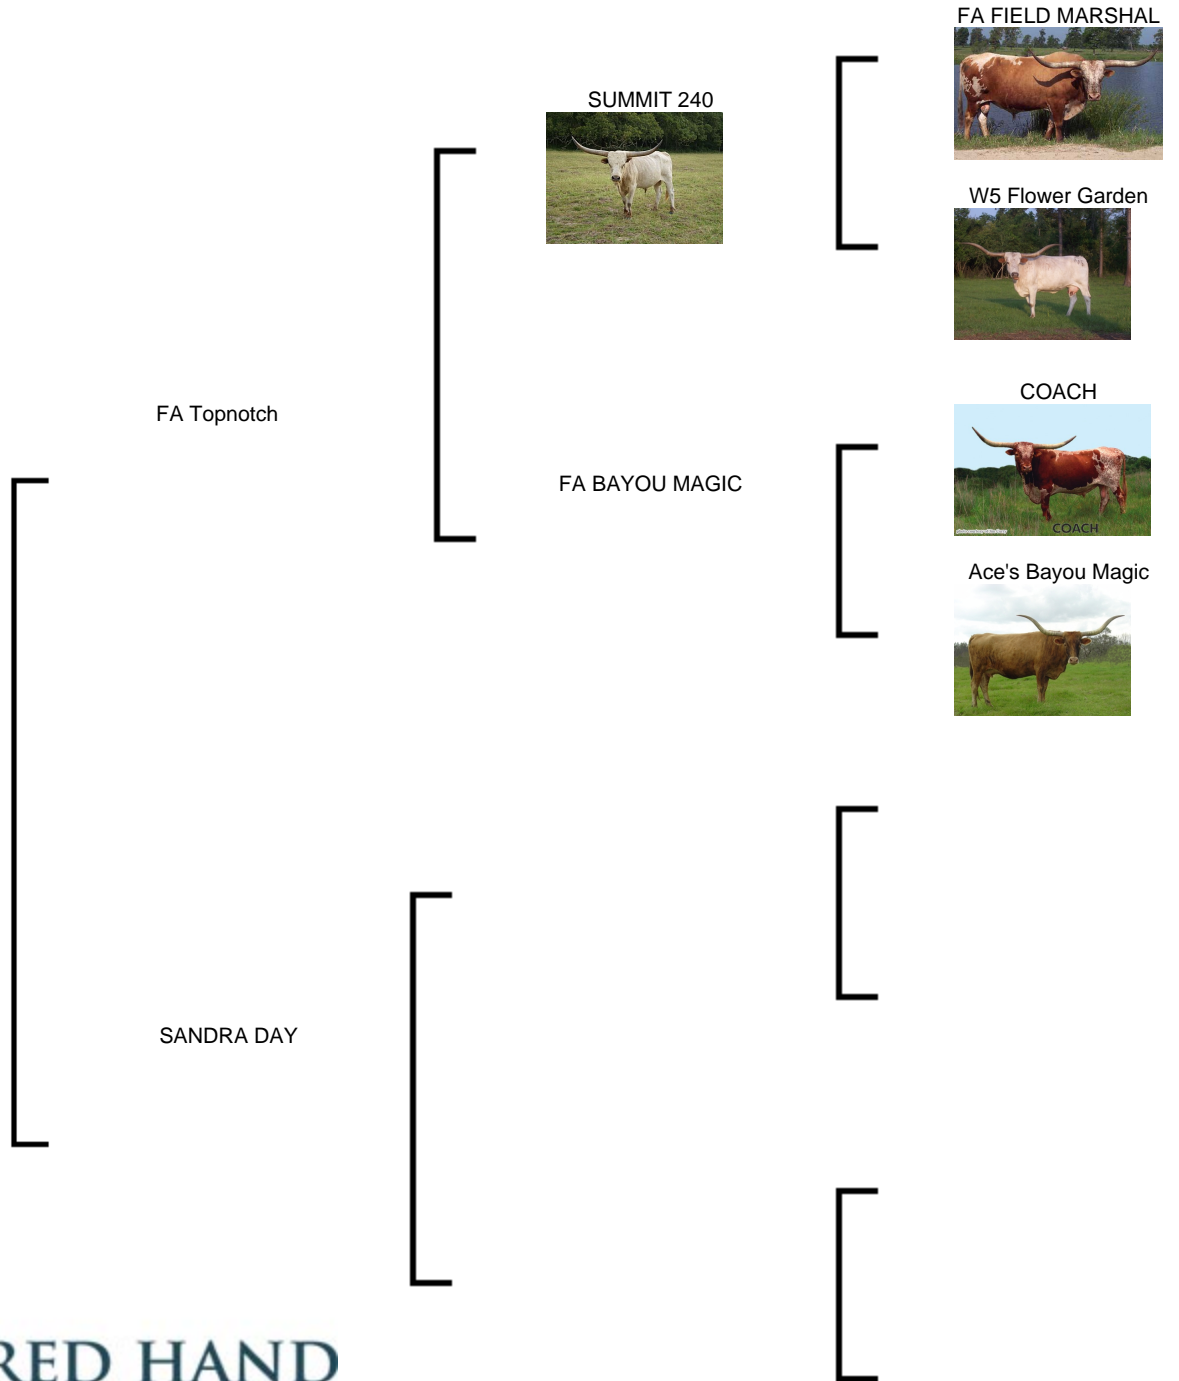 FA FIELD MARSHAL
SUMMIT 240
W5 Flower Garden
COACH
FA Topnotch
FA BAYOU MAGIC
COACH
Ace's Bayou Magic
SANDRA DAY
RED HAND